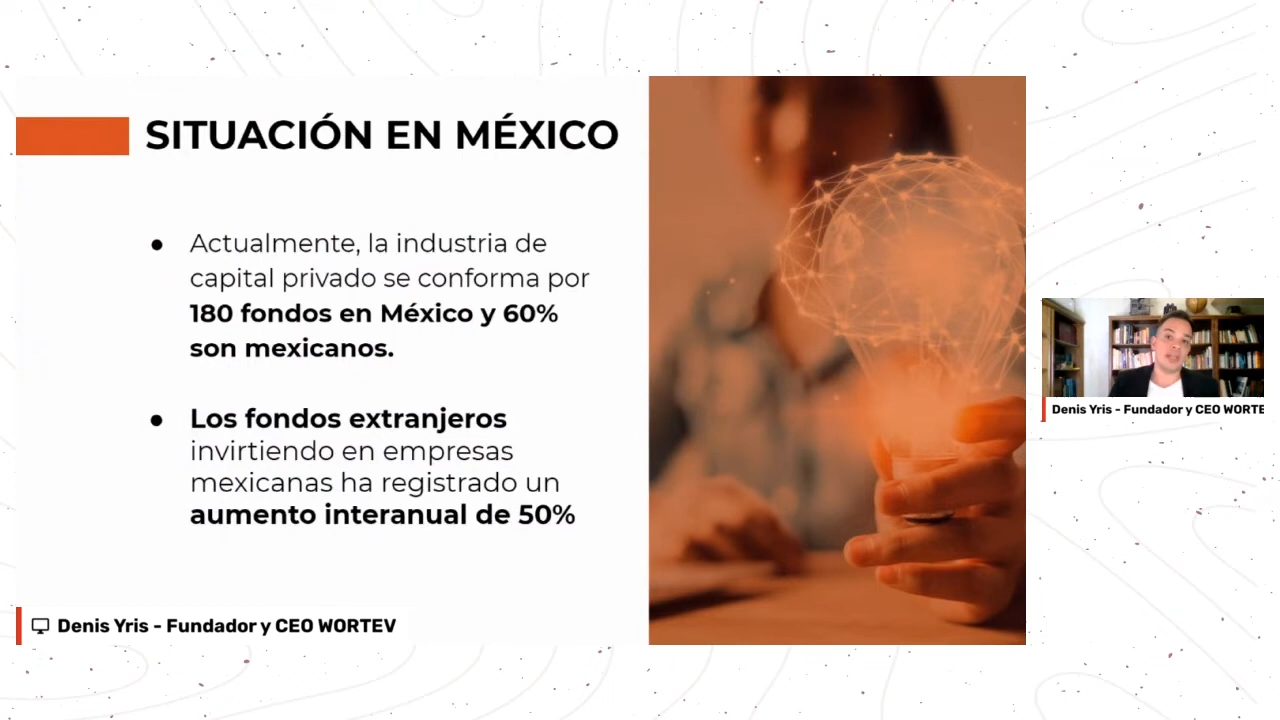 SITUACIÓN EN MÉXICO
● Actualmente, la industria de
capital privado se conforma por
180 fondos en México y 60%
son mexicanos.
● Los fondos extranjeros
invirtiendo en empresas
mexicanas ha registrado un
aumento interanual de 50%
Denis Yris - Fundador y CEO WORTEV
Denis Yris - Fundador y CEO WORTE